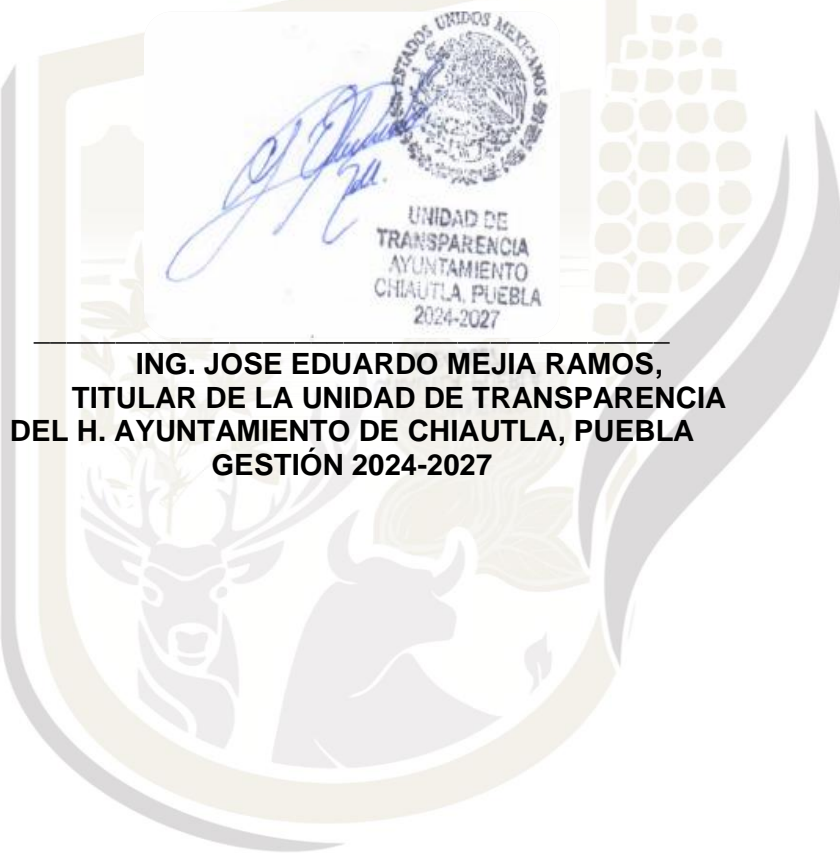 ESTADOS UNIDOS MEXICANOS
UNIDAD DE
TRANSPARENCIA
AYUNTAMIENTO
CHIAUTLA, PUEBLA
2024-2027
ING. JOSE EDUARDO MEJIA RAMOS,
TITULAR DE LA UNIDAD DE TRANSPARENCIA
DEL H. AYUNTAMIENTO DE CHIAUTLA, PUEBLA
GESTIÓN 2024-2027